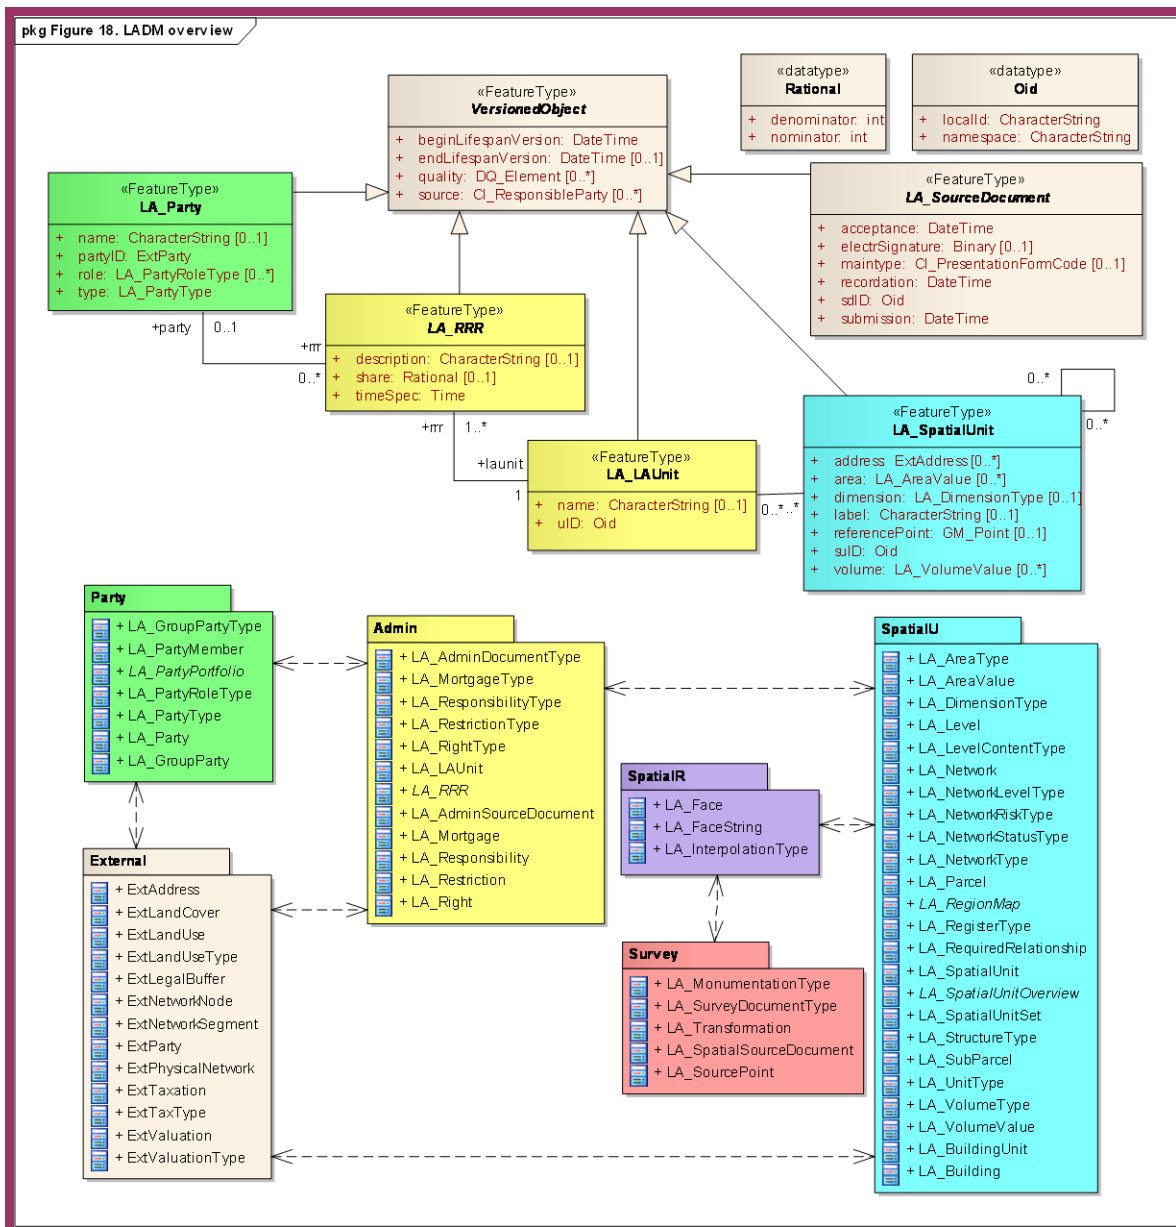 pkg Figure 18. LADM overview
«FeatureType»
VersionedObject
+ beginLifespanVersion: DateTime
+ endLifespanVersion: DateTime [0..1]
+ quality: DQ_Element [0..*]
+ source: CI_ResponsibleParty [0..*]
«datatype»
Rational
+ denominator: int
+ nominator: int
«datatype»
Oid
+ localId: CharacterString
+ namespace: CharacterString
«FeatureType»
LA_Party
+ name: CharacterString [0..1]
+ partyID: ExtParty
+ role: LA_PartyRoleType [0..*]
+ type: LA_PartyType
«FeatureType»
LA_SourceDocument
+ acceptance: DateTime
+ electrSignature: Binary [0..1]
+ maintype: CI_PresentationFormCode [0..1]
+ recordation: DateTime
+ sdID: Oid
+ submission: DateTime
+party 0..1
+rrr
0..*
«FeatureType»
LA_RRR
+ description: CharacterString [0..1]
+ share: Rational [0..1]
+ timeSpec: Time
+rrr 1..*
+launit
1
«FeatureType»
LA_LAUnit
+ name: CharacterString [0..1]
+ uID: Oid
0..* ..*
0..*
0..*
«FeatureType»
LA_SpatialUnit
+ address: ExtAddress [0..*]
+ area: LA_AreaValue [0..*]
+ dimension: LA_DimensionType [0..1]
+ label: CharacterString [0..1]
+ referencePoint: GM_Point [0..1]
+ suID: Oid
+ volume: LA_VolumeValue [0..*]
Party
+ LA_GroupPartyType
+ LA_PartyMember
+ LA_PartyPortfolio
+ LA_PartyRoleType
+ LA_PartyType
+ LA_Party
+ LA_GroupParty
Admin
+ LA_AdminDocumentType
+ LA_MortgageType
+ LA_ResponsibilityType
+ LA_RestrictionType
+ LA_RightType
+ LA_LAUnit
+ LA_RRR
+ LA_AdminSourceDocument
+ LA_Mortgage
+ LA_Responsibility
+ LA_Restriction
+ LA_Right
SpatialU
+ LA_AreaType
+ LA_AreaValue
+ LA_DimensionType
+ LA_Level
+ LA_LevelContentType
+ LA_Network
+ LA_NetworkLevelType
+ LA_NetworkRiskType
+ LA_NetworkStatusType
+ LA_NetworkType
+ LA_Parcel
+ LA_RegionMap
+ LA_RegisterType
+ LA_RequiredRelationship
+ LA_SpatialUnit
+ LA_SpatialUnitOverview
+ LA_SpatialUnitSet
+ LA_StructureType
+ LA_SubParcel
+ LA_UnitType
+ LA_VolumeType
+ LA_VolumeValue
+ LA_BuildingUnit
+ LA_Building
SpatialR
+ LA_Face
+ LA_FaceString
+ LA_InterpolationType
External
+ ExtAddress
+ ExtLandCover
+ ExtLandUse
+ ExtLandUseType
+ ExtLegalBuffer
+ ExtNetworkNode
+ ExtNetworkSegment
+ ExtParty
+ ExtPhysicalNetwork
+ ExtTaxation
+ ExtTaxType
+ ExtValuation
+ ExtValuationType
Survey
+ LA_MonumentationType
+ LA_SurveyDocumentType
+ LA_Transformation
+ LA_SpatialSourceDocument
+ LA_SourcePoint